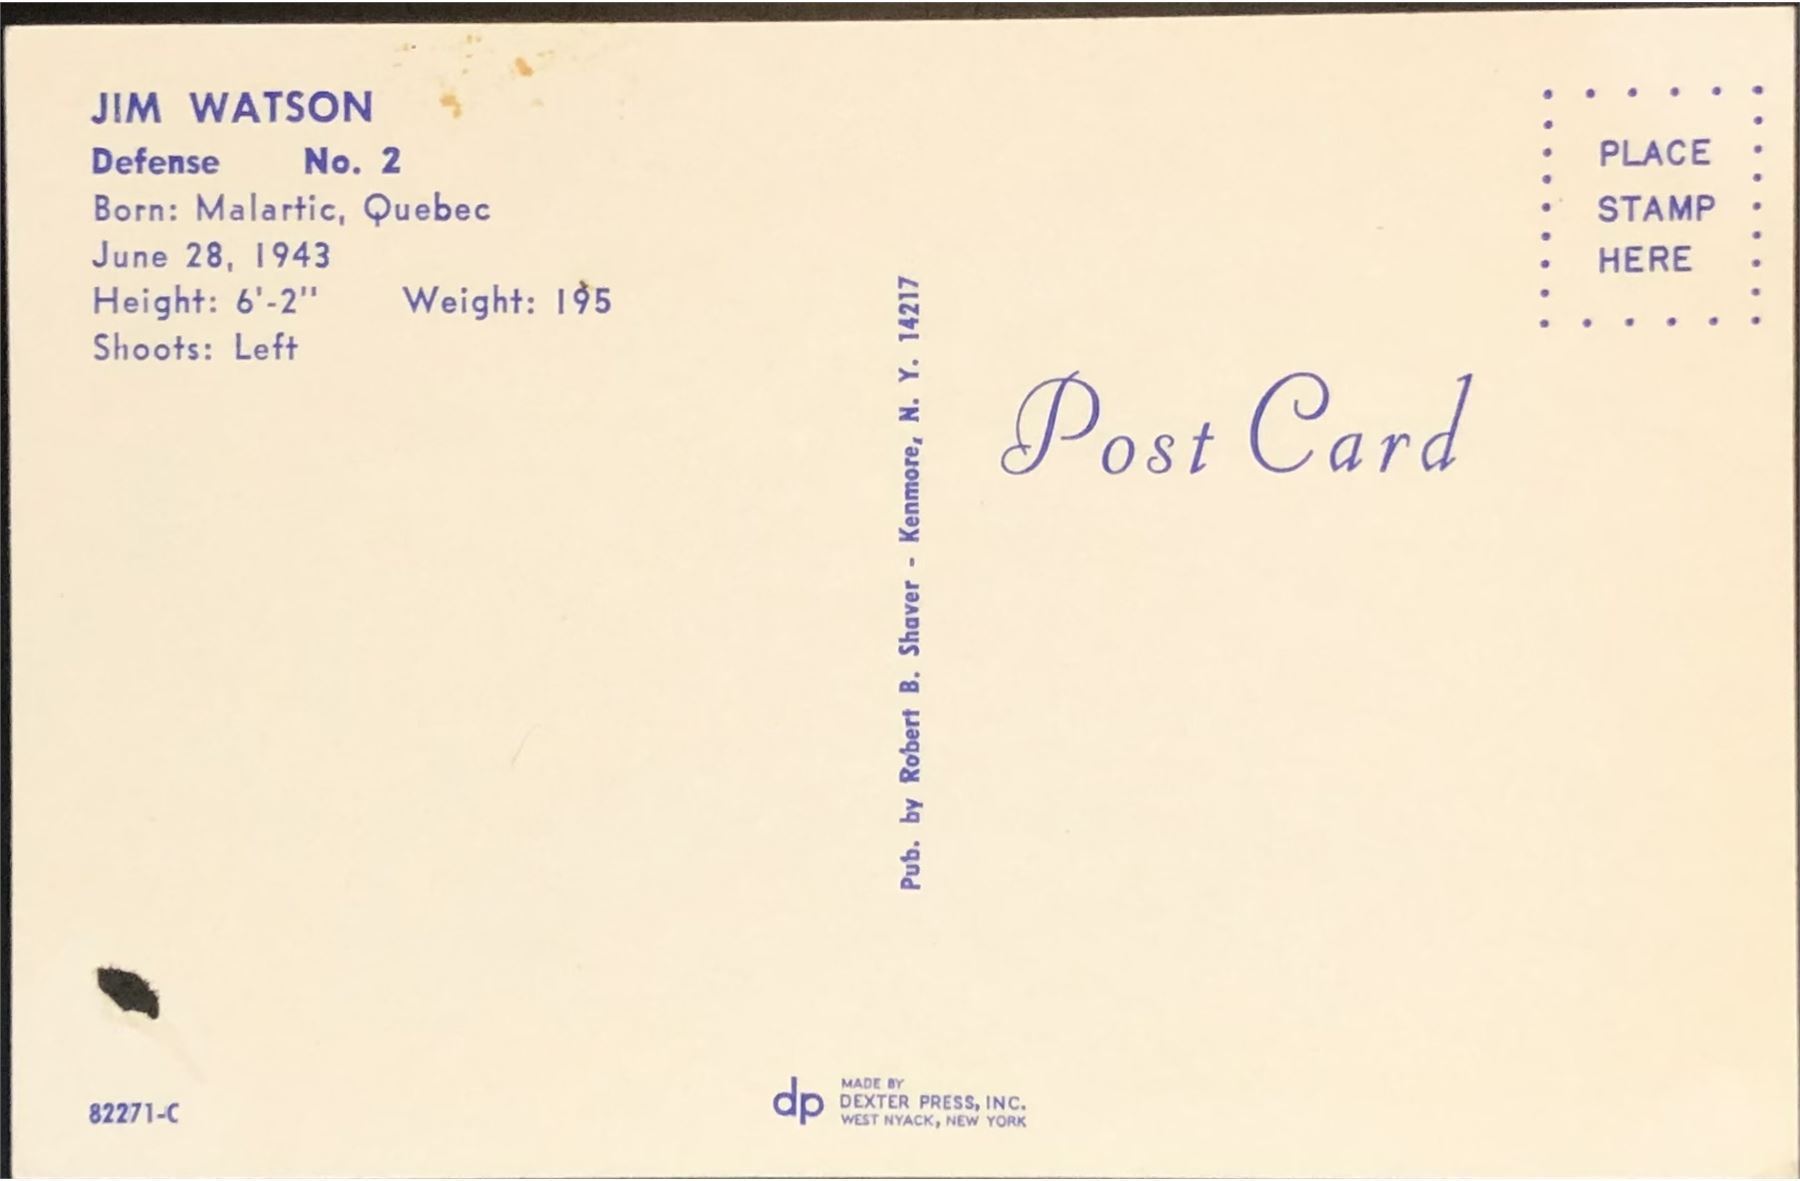 JIM WATSON
Defense No. 2
Born: Malartic, Quebec
June 28, 1943
Height: 6'-2" Weight: 195
Shoots: Left
82271-C
Pub. by Robert B. Shaver - Kenmore, N. Y. 14217
dp
MADE BY
DEXTER PRESS, INC.
WEST NYACK, NEW YORK
PLACE
STAMP
HERE
Post Card